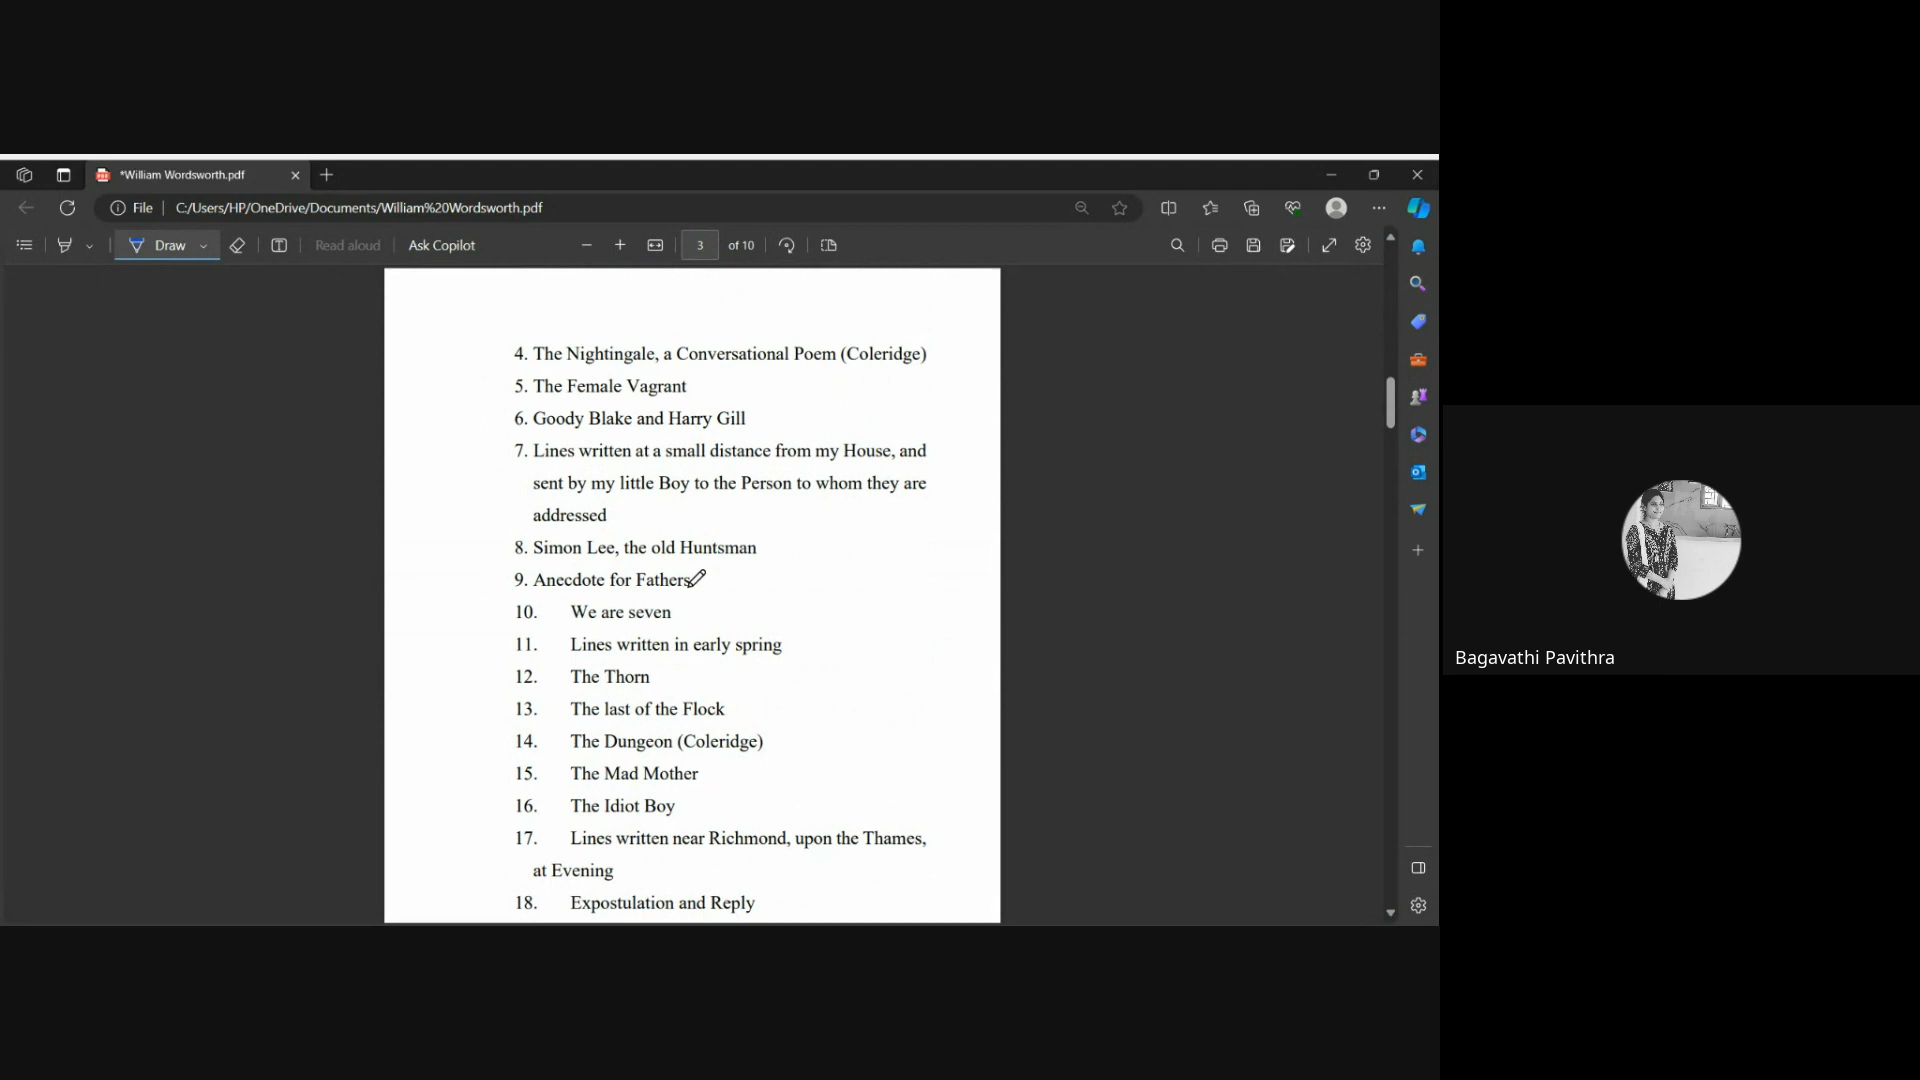 *William Wordsworth.pdf
File
C:/Users/HP/OneDrive/Documents/William%20Wordsworth.pdf
Draw
Read aloud
Ask Copilot
3 of 10
4. The Nightingale, a Conversational Poem (Coleridge)
5. The Female Vagrant
6. Goody Blake and Harry Gill
7. Lines written at a small distance from my House, and
sent by my little Boy to the Person to whom they are
addressed
8. Simon Lee, the old Huntsman
9. Anecdote for Fathers
10. We are seven
11. Lines written in early spring
12. The Thorn
13. The last of the Flock
14. The Dungeon (Coleridge)
15. The Mad Mother
16. The Idiot Boy
17. Lines written near Richmond, upon the Thames,
at Evening
18. Expostulation and Reply
Bagavathi Pavithra